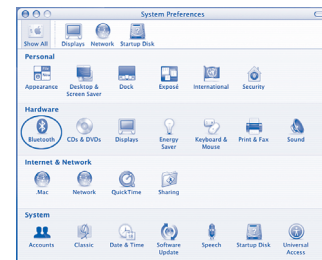 System Preferences
Show All Displays Network Startup Disk
Personal
Appearance Desktop & Screen Saver Dock Exposé International Security
Hardware
Bluetooth CDs & DVDs Displays Energy Saver Keyboard & Mouse Print & Fax Sound
Internet & Network
.Mac Network QuickTime Sharing
System
Accounts Classic Date & Time Software Update Speech Startup Disk Universal Access